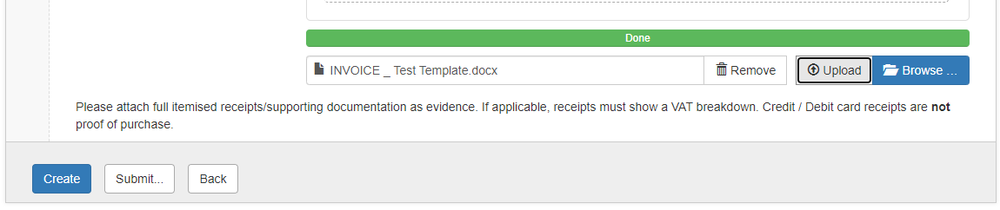 Done
INVOICE _ Test Template.docx Remove Upload Browse ...
Please attach full itemised receipts/supporting documentation as evidence. If applicable, receipts must show a VAT breakdown. Credit / Debit card receipts are not
proof of purchase.
Create Submit... Back